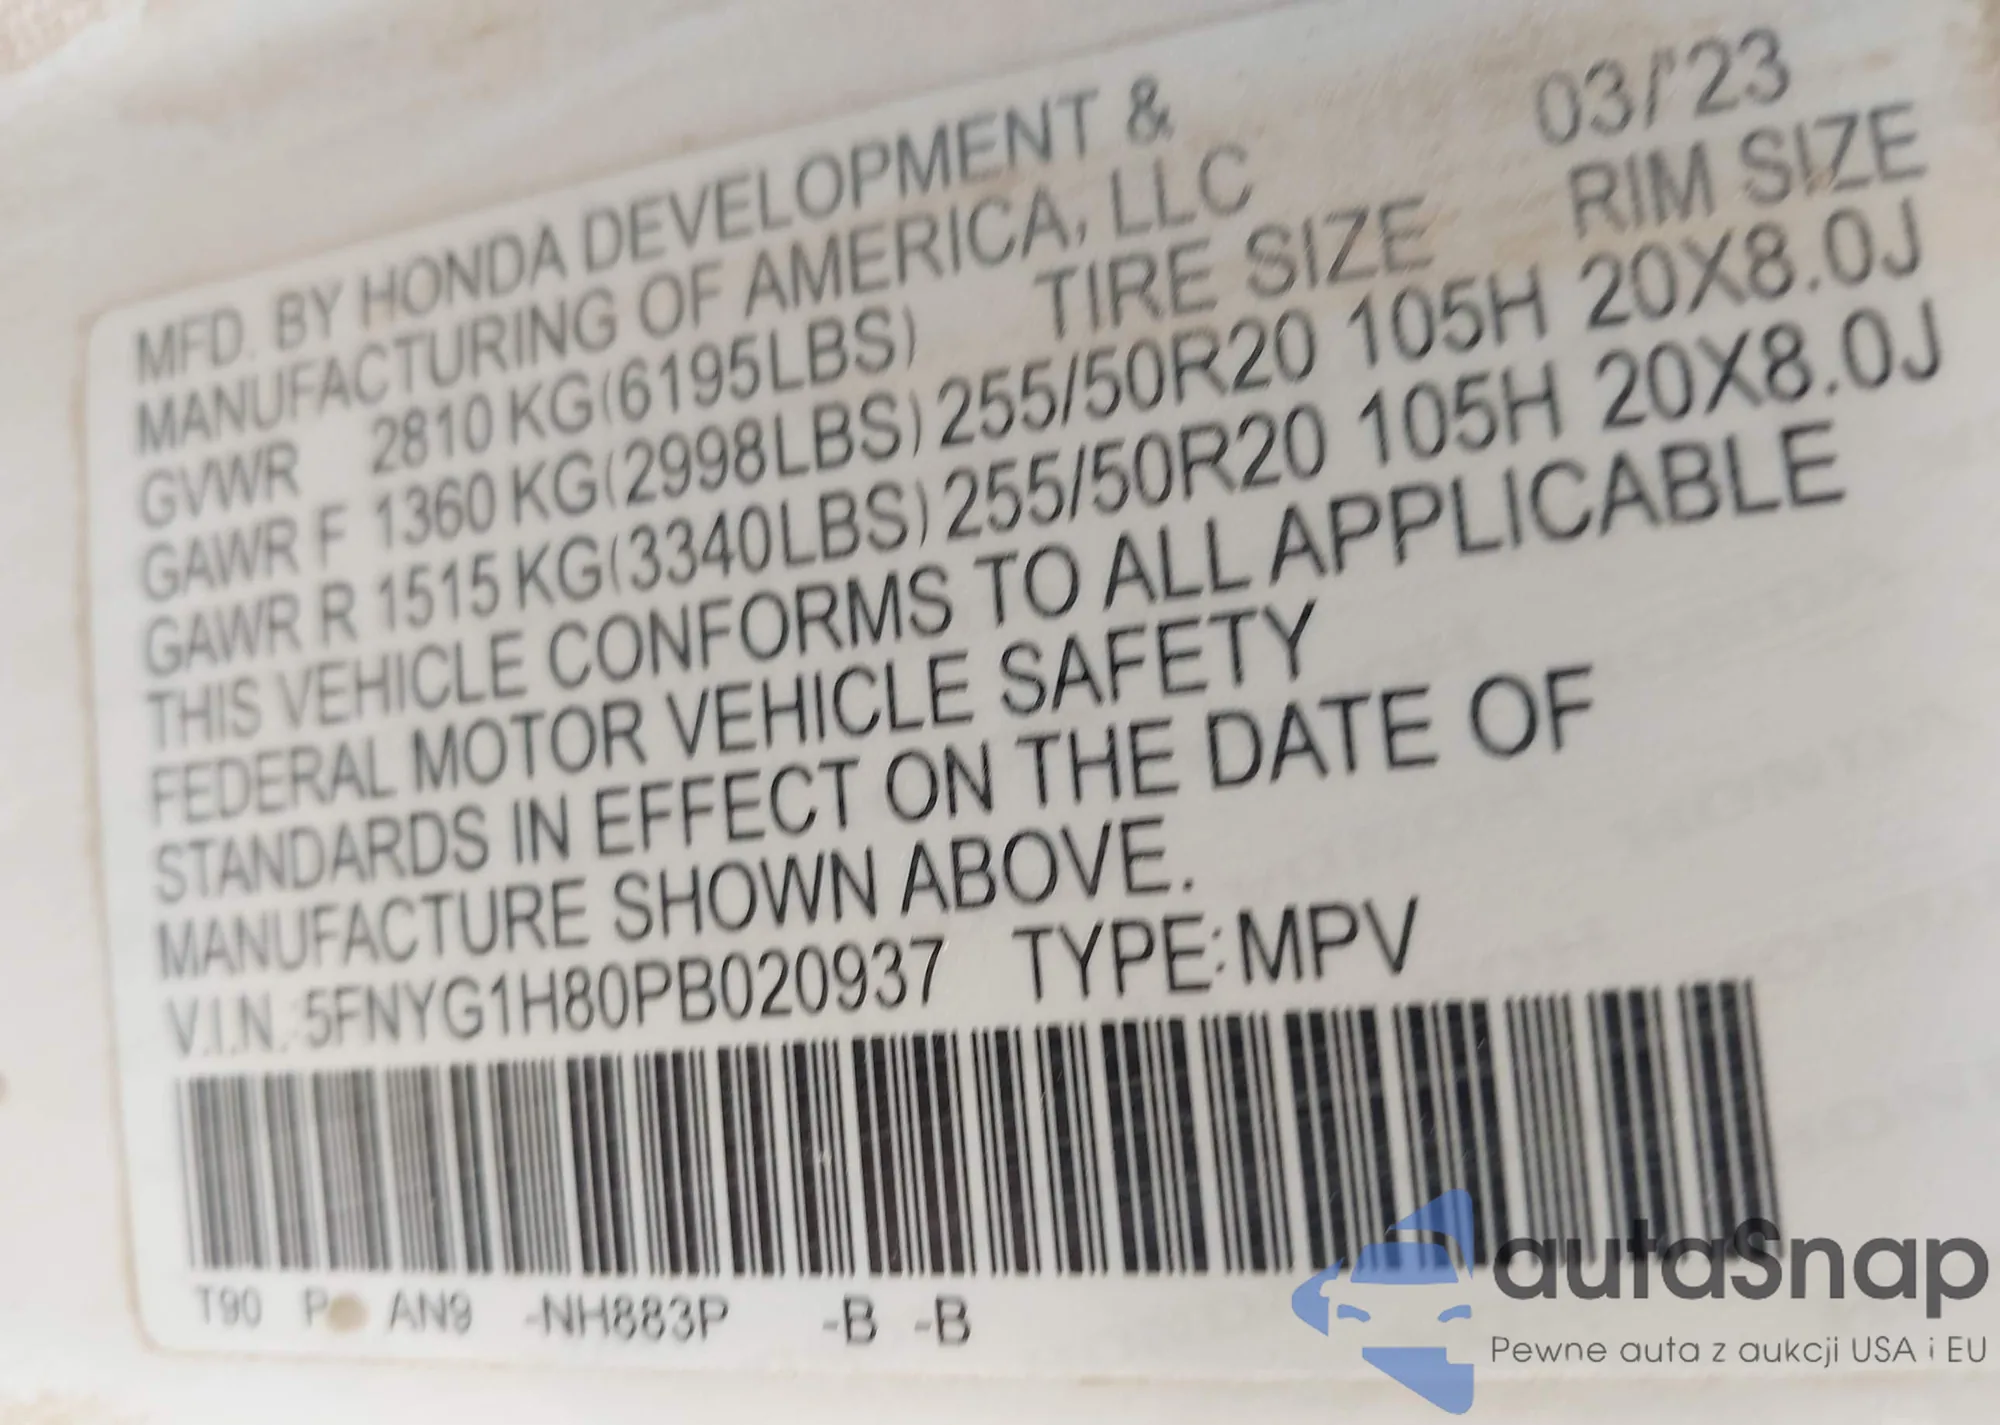 MFD. BY HONDA DEVELOPMENT & 03/'23
MANUFACTURING OF AMERICA, LLC RIM SIZE
GVWR 2810 KG(6195LBS) TIRE SIZE
GAWR F 1360 KG(2998LBS) 255/50R20 105H 20X8.0J
GAWR R 1515 KG(3340LBS) 255/50R20 105H 20X8.0J
THIS VEHICLE CONFORMS TO ALL APPLICABLE
FEDERAL MOTOR VEHICLE SAFETY
STANDARDS IN EFFECT ON THE DATE OF
MANUFACTURE SHOWN ABOVE.
V.I.N. 5FNYG1H80PB020937 TYPE:MPV
T90 P AN9 -NH883P -B -B
autaSnap
Pewne auta z aukcji USA i EU